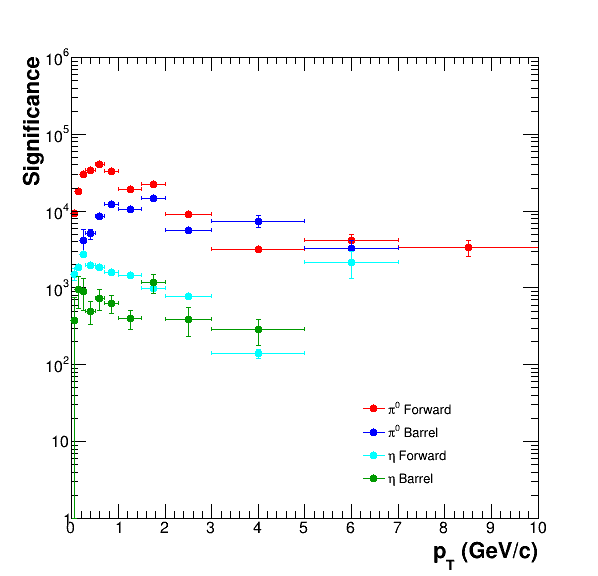 Significance
10⁶
10⁵
10⁴
10³
10²
10
1
π⁰ Forward
π⁰ Barrel
η Forward
η Barrel
0 1 2 3 4 5 6 7 8 9 10
p_T (GeV/c)